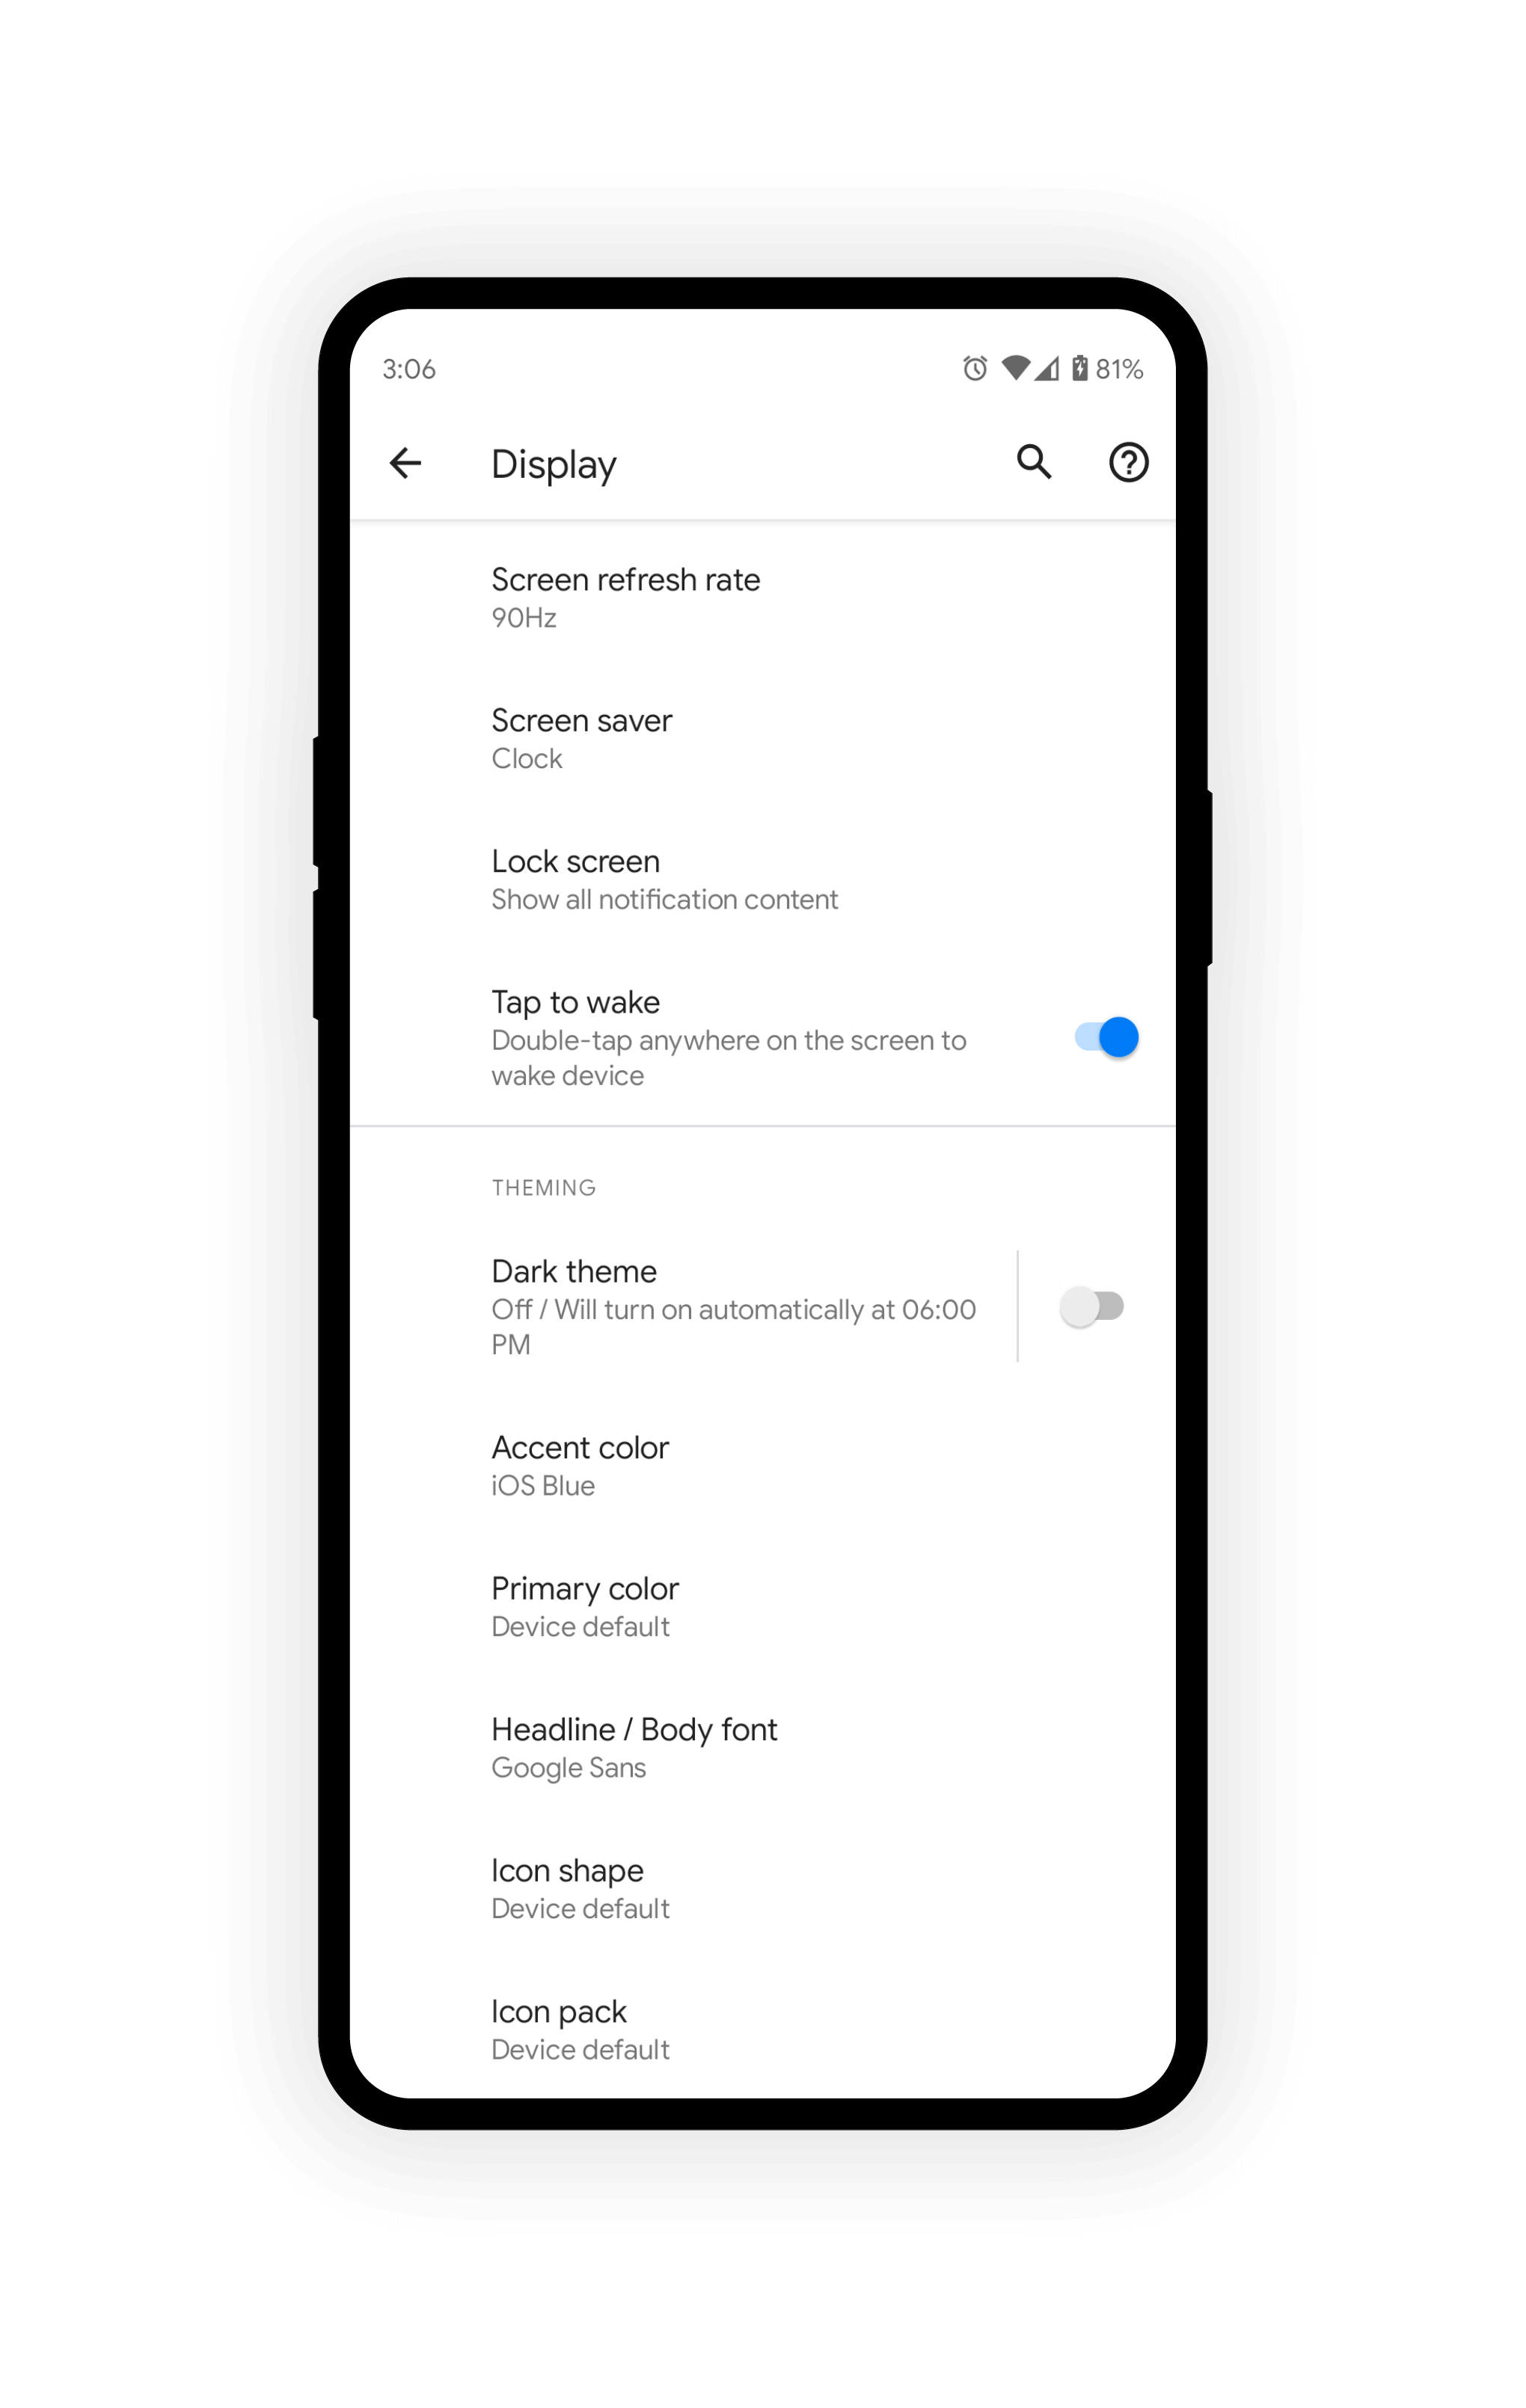 3:06
81%
Display
Screen refresh rate
90Hz
Screen saver
Clock
Lock screen
Show all notification content
Tap to wake
Double-tap anywhere on the screen to
wake device
THEMING
Dark theme
Off / Will turn on automatically at 06:00
PM
Accent color
iOS Blue
Primary color
Device default
Headline / Body font
Google Sans
Icon shape
Device default
Icon pack
Device default